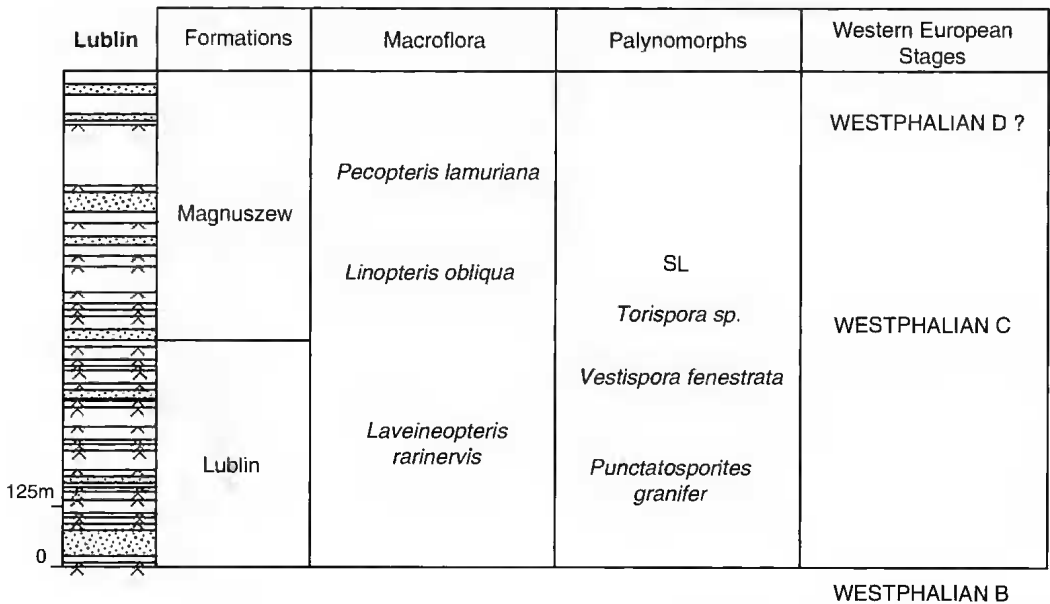 Lublin
Formations
Macroflora
Palynomorphs
Western European
Stages
WESTPHALIAN D ?
Pecopteris lamuriana
Magnuszew
Linopteris obliqua
SL
Torispora sp.
WESTPHALIAN C
Vestispora fenestrata
Laveineopteris
rarinervis
Lublin
Punctatosporites
granifer
125m
0
WESTPHALIAN B